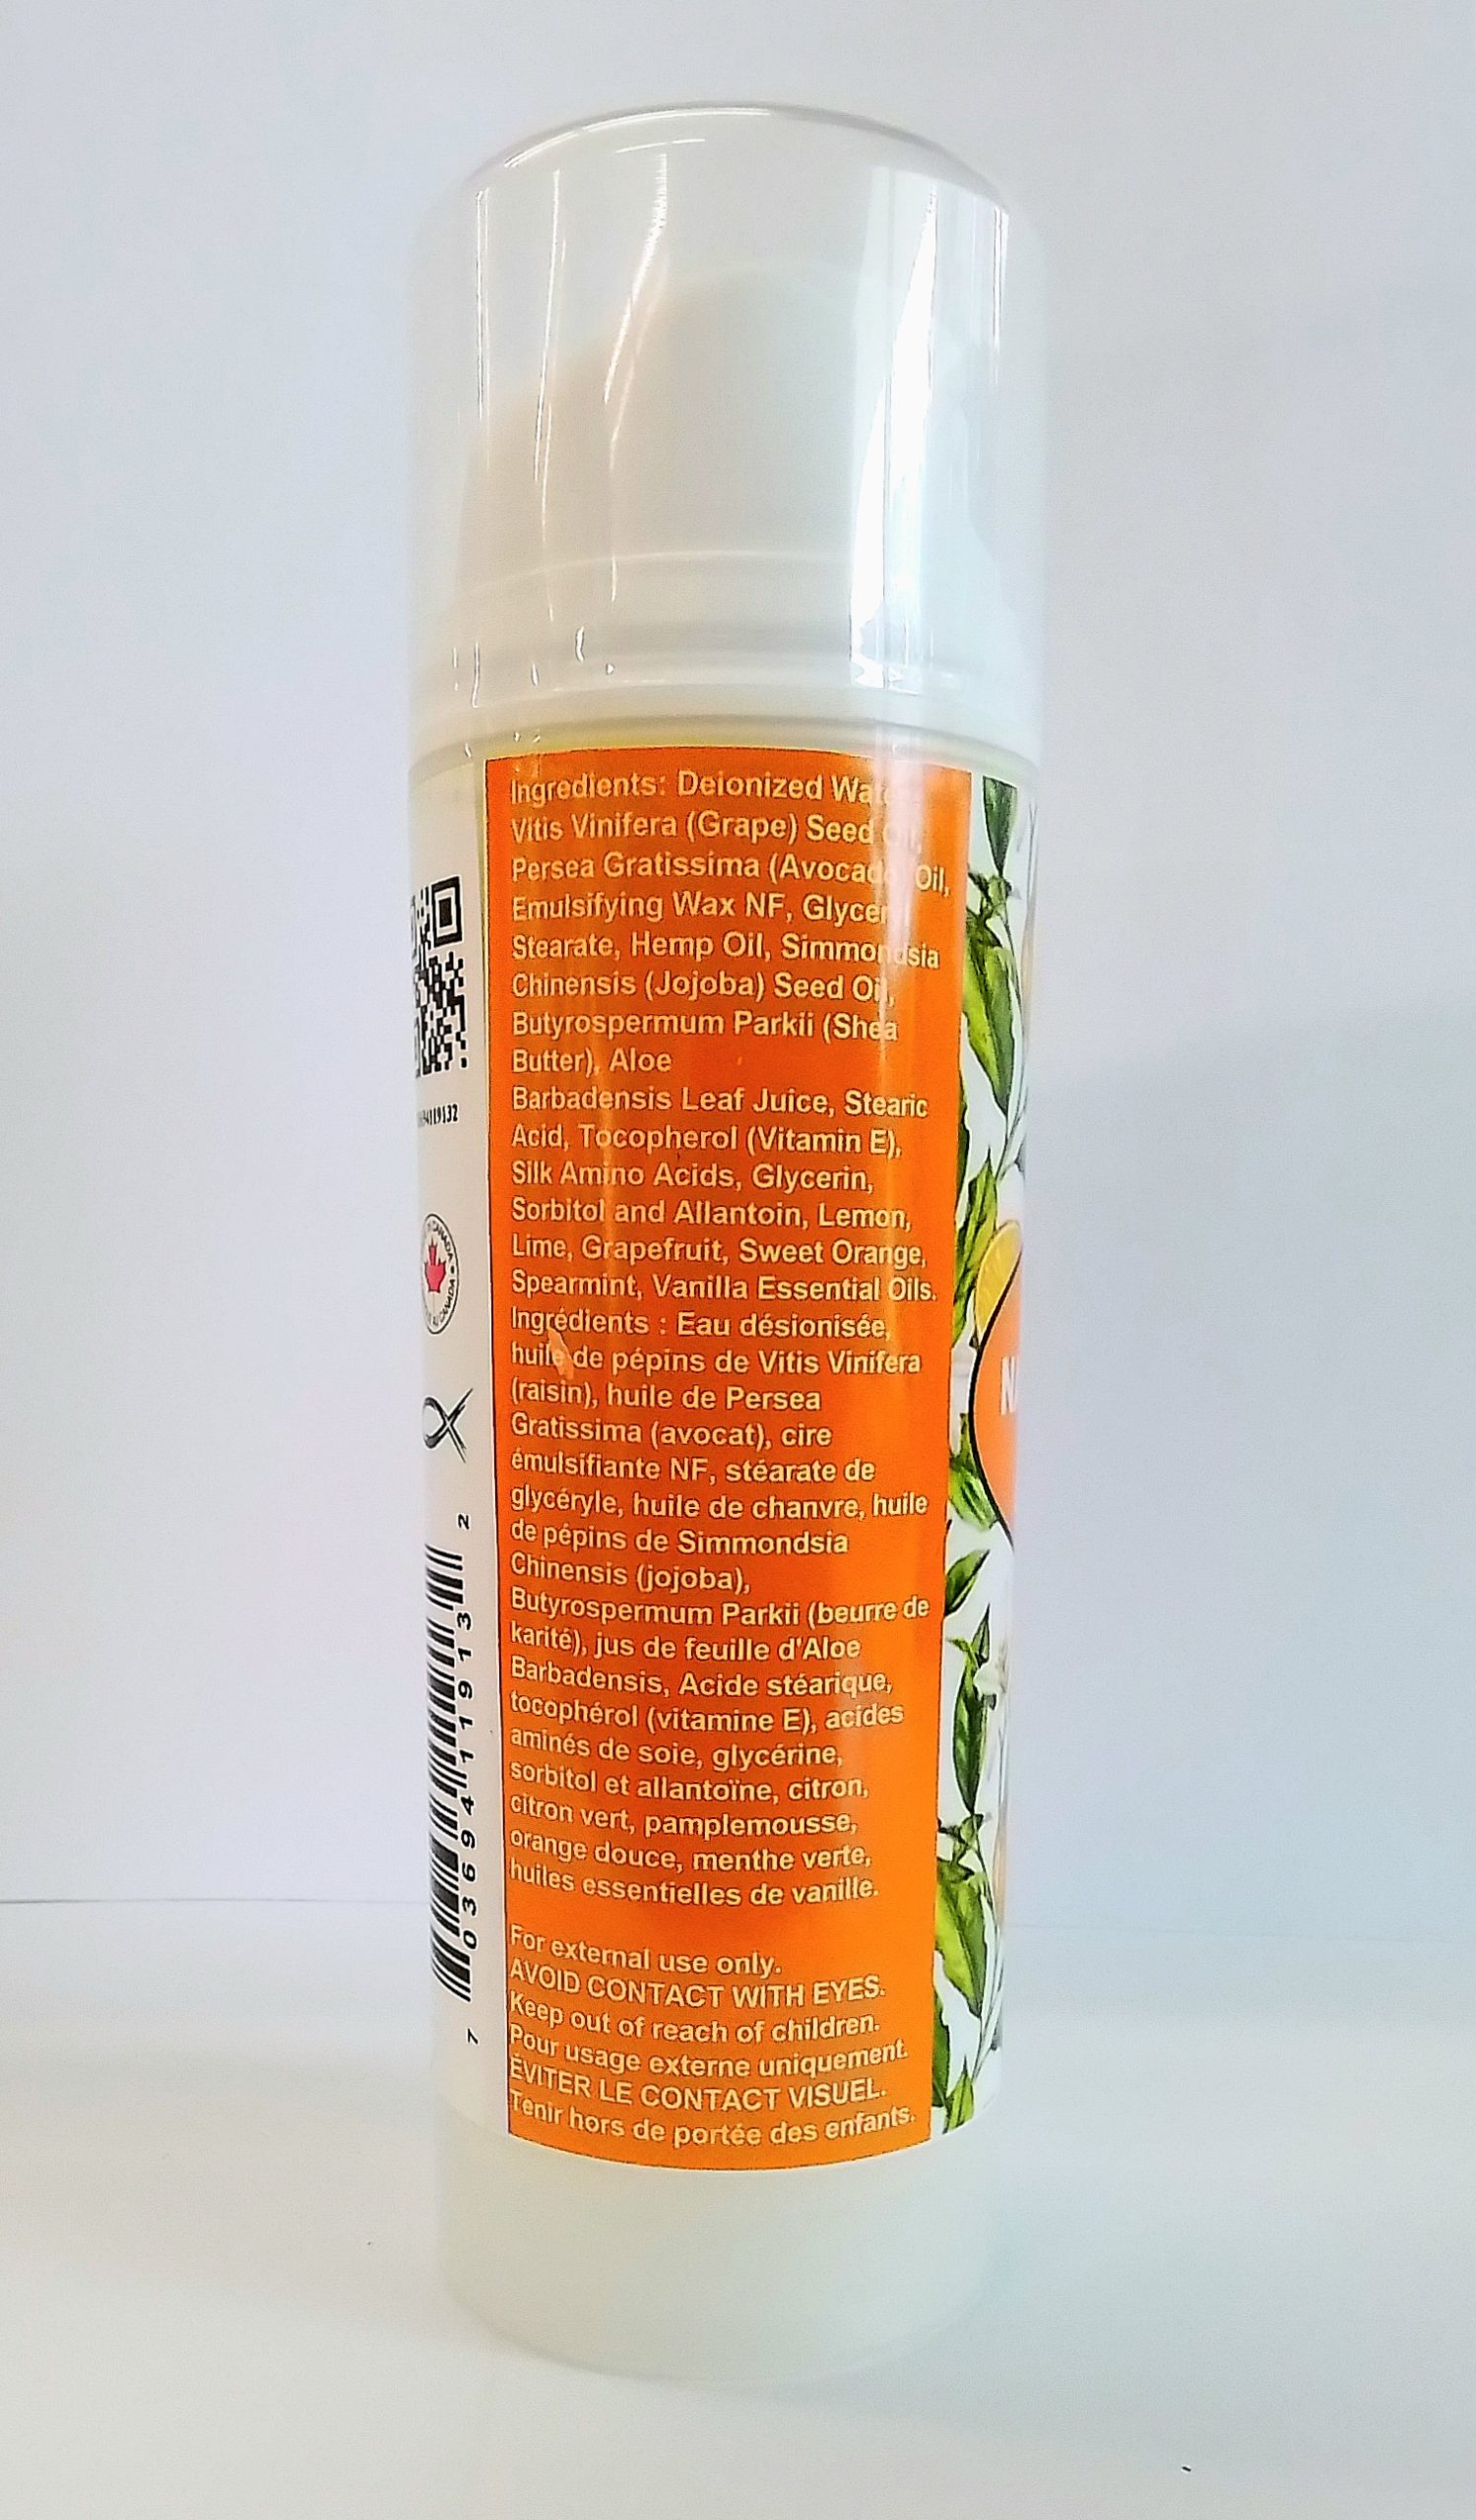 Ingredients: Deionized
Vitis Vinifera (Grape) Seed
Persea Gratissima Oil,
Emulsifying Wax NF,
Stearate, Hemp Oil, Simmondsia
Chinensis (Jojoba) Seed Oil,
Butyrospermum Parkii (Shea
Butter), Aloe
Barbadensis Leaf Juice, Stearic
Acid, Tocopherol (Vitamin E),
Silk Amino Acids, Glycerin,
Sorbitol and Allantoin, Lemon,
Lime, Grapefruit, Sweet Orange,
Spearmint, Vanilla Essential Oils.
Ingrédients : Eau désionisée,
huile de pépins de Vitis Vinifera
(raisin), huile de Persea
Gratissima (avocat), cire
émulsifiante NF, stéarate de
glycéryle, huile de chanvre, huile
de pépins de Simmondsia
Chinensis (jojoba),
Butyrospermum Parkii (beurre de
karité), jus de feuille d'Aloe
Barbadensis, Acide stéarique,
tocophérol (vitamine E), acides
aminés de soie, glycérine,
sorbitol et allantoïne, citron,
citron vert, pamplemousse,
orange douce, menthe verte,
huiles essentielles de vanille.
For external use only.
AVOID CONTACT WITH EYES.
Keep out of reach of children.
Pour usage externe uniquement.
ÉVITER LE CONTACT VISUEL.
Tenir hors de portée des enfants.
CANADA
CANADA
7 03694 11913 2